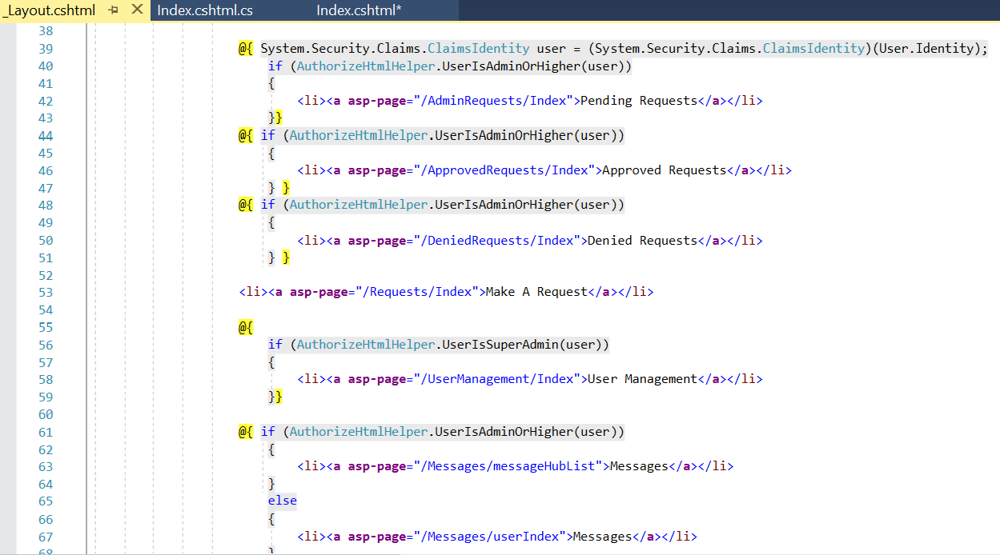 _Layout.cshtml Index.cshtml.cs Index.cshtml*
38
39 @{ System.Security.Claims.ClaimsIdentity user = (System.Security.Claims.ClaimsIdentity)(User.Identity);
40 if (AuthorizeHtmlHelper.UserIsAdminOrHigher(user))
41 {
42 <li><a asp-page="/AdminRequests/Index">Pending Requests</a></li>
43 }}
44 @{ if (AuthorizeHtmlHelper.UserIsAdminOrHigher(user))
45 {
46 <li><a asp-page="/ApprovedRequests/Index">Approved Requests</a></li>
47 } }
48 @{ if (AuthorizeHtmlHelper.UserIsAdminOrHigher(user))
49 {
50 <li><a asp-page="/DeniedRequests/Index">Denied Requests</a></li>
51 } }
52
53 <li><a asp-page="/Requests/Index">Make A Request</a></li>
54
55 @{
56 if (AuthorizeHtmlHelper.UserIsSuperAdmin(user))
57 {
58 <li><a asp-page="/UserManagement/Index">User Management</a></li>
59 }}
60
61 @{ if (AuthorizeHtmlHelper.UserIsAdminOrHigher(user))
62 {
63 <li><a asp-page="/Messages/messageHubList">Messages</a></li>
64 }
65 else
66 {
67 <li><a asp-page="/Messages/userIndex">Messages</a></li>
68 }